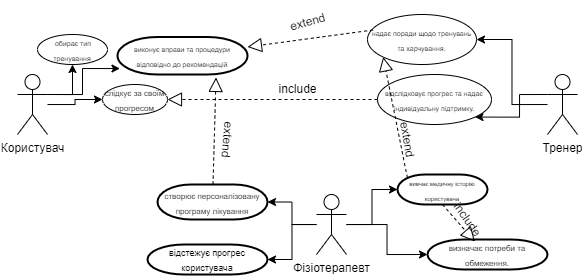 extend
обирає тип
тренування
виконує вправи та процедури
відповідно до рекомендацій
надає поради щодо тренувань
та харчування.
слідкує за своїм
прогресом
include
відслідковує прогрес та надає
індивідуальну підтримку.
Користувач
Тренер
extend
extend
створює персоналізовану
програму лікування
вивчає медичну історію
користувача
include
відстежує прогрес
користувача
Фізіотерапевт
визначає потреби та
обмеження.